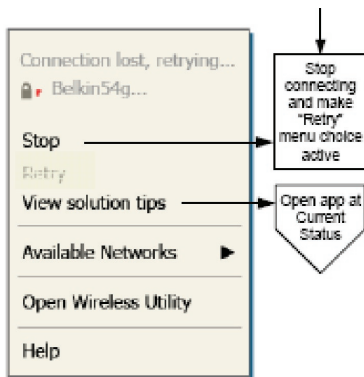 Connection lost, retrying...
Belkin54g...
Stop
Retry
View solution tips
Available Networks
Open Wireless Utility
Help
Stop
connecting
and make
"Retry"
menu choice
active
Open app at
Current
Status